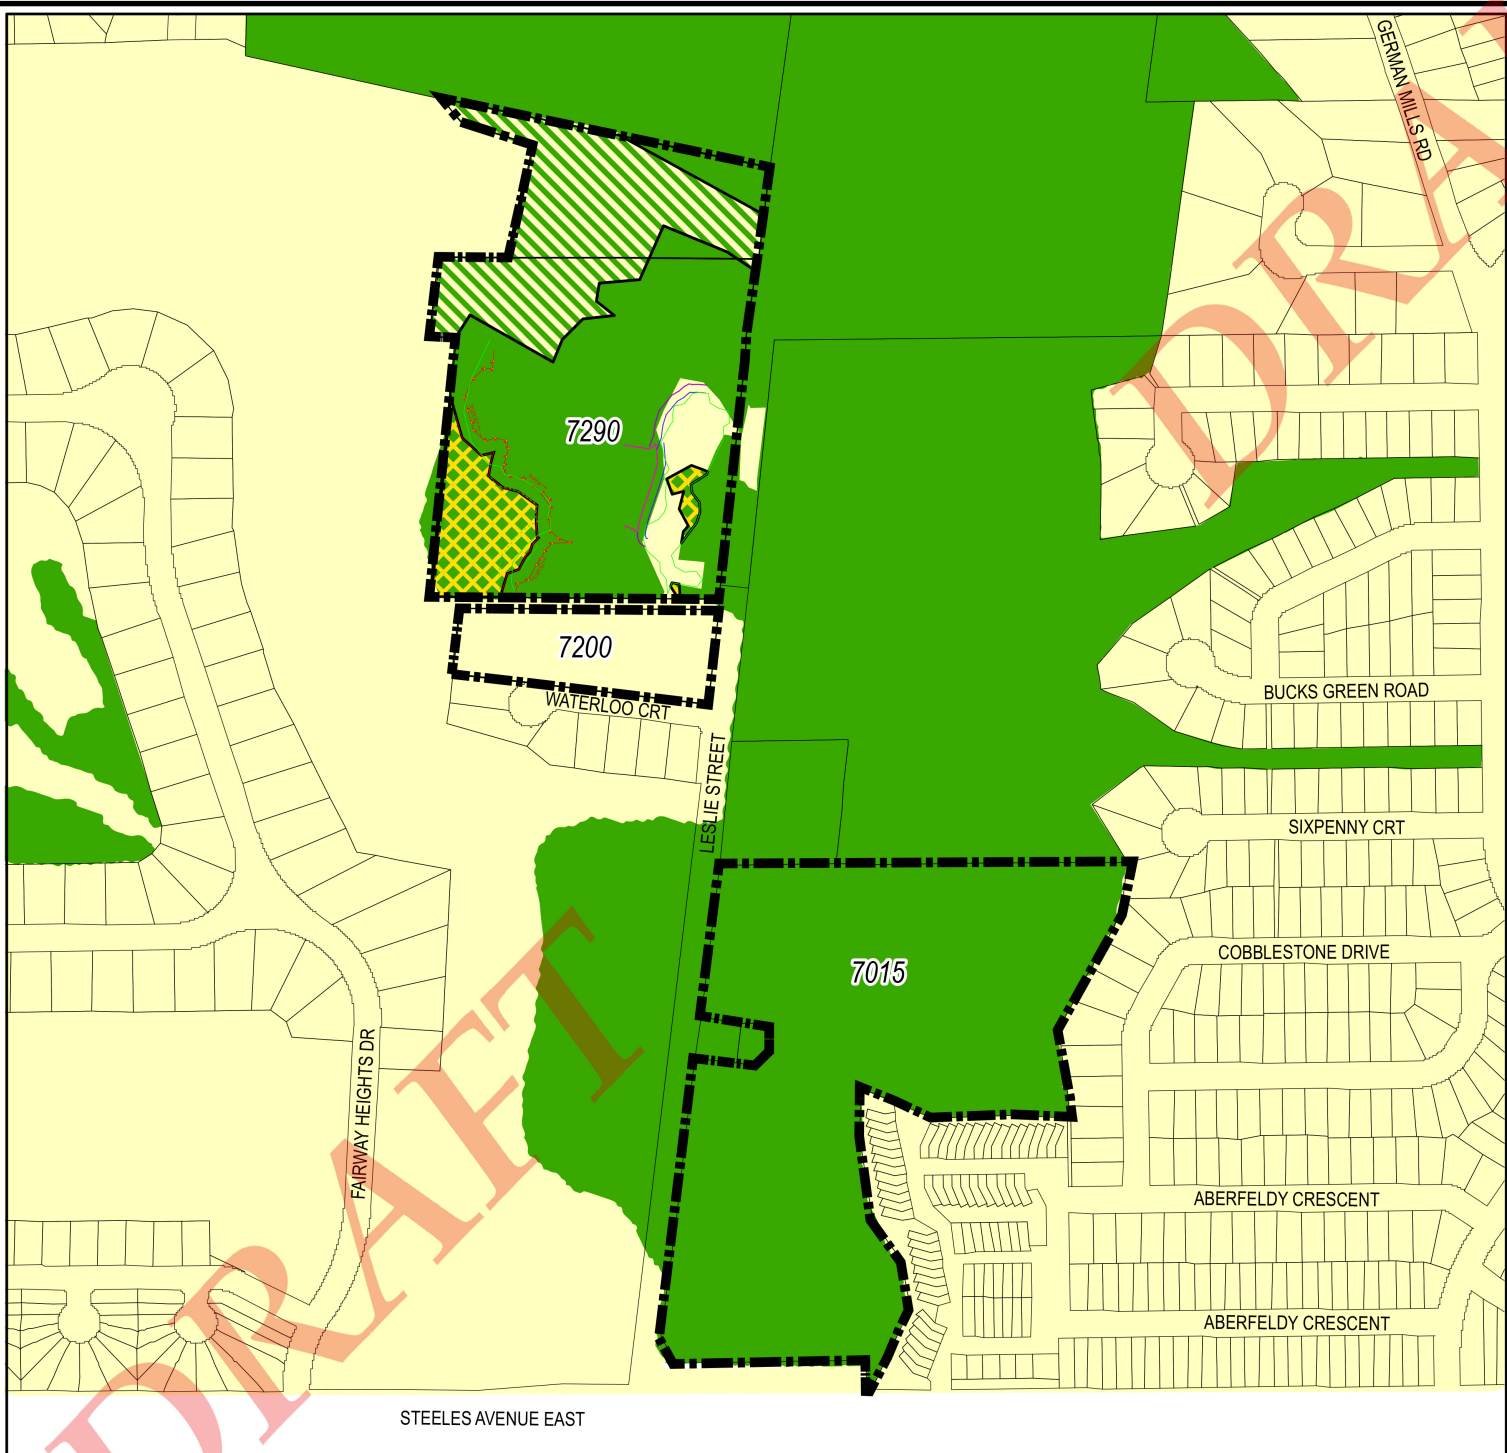 GERMAN MILLS RD
DRA
7290
7200
WATERLOO CRT
BUCKS GREEN ROAD
LESLIE STREET
SIXPENNY CRT
COBBLESTONE DRIVE
7015
DRAFT
FAIRWAY HEIGHTS DR
ABERFELDY CRESCENT
ABERFELDY CRESCENT
STEELES AVENUE EAST